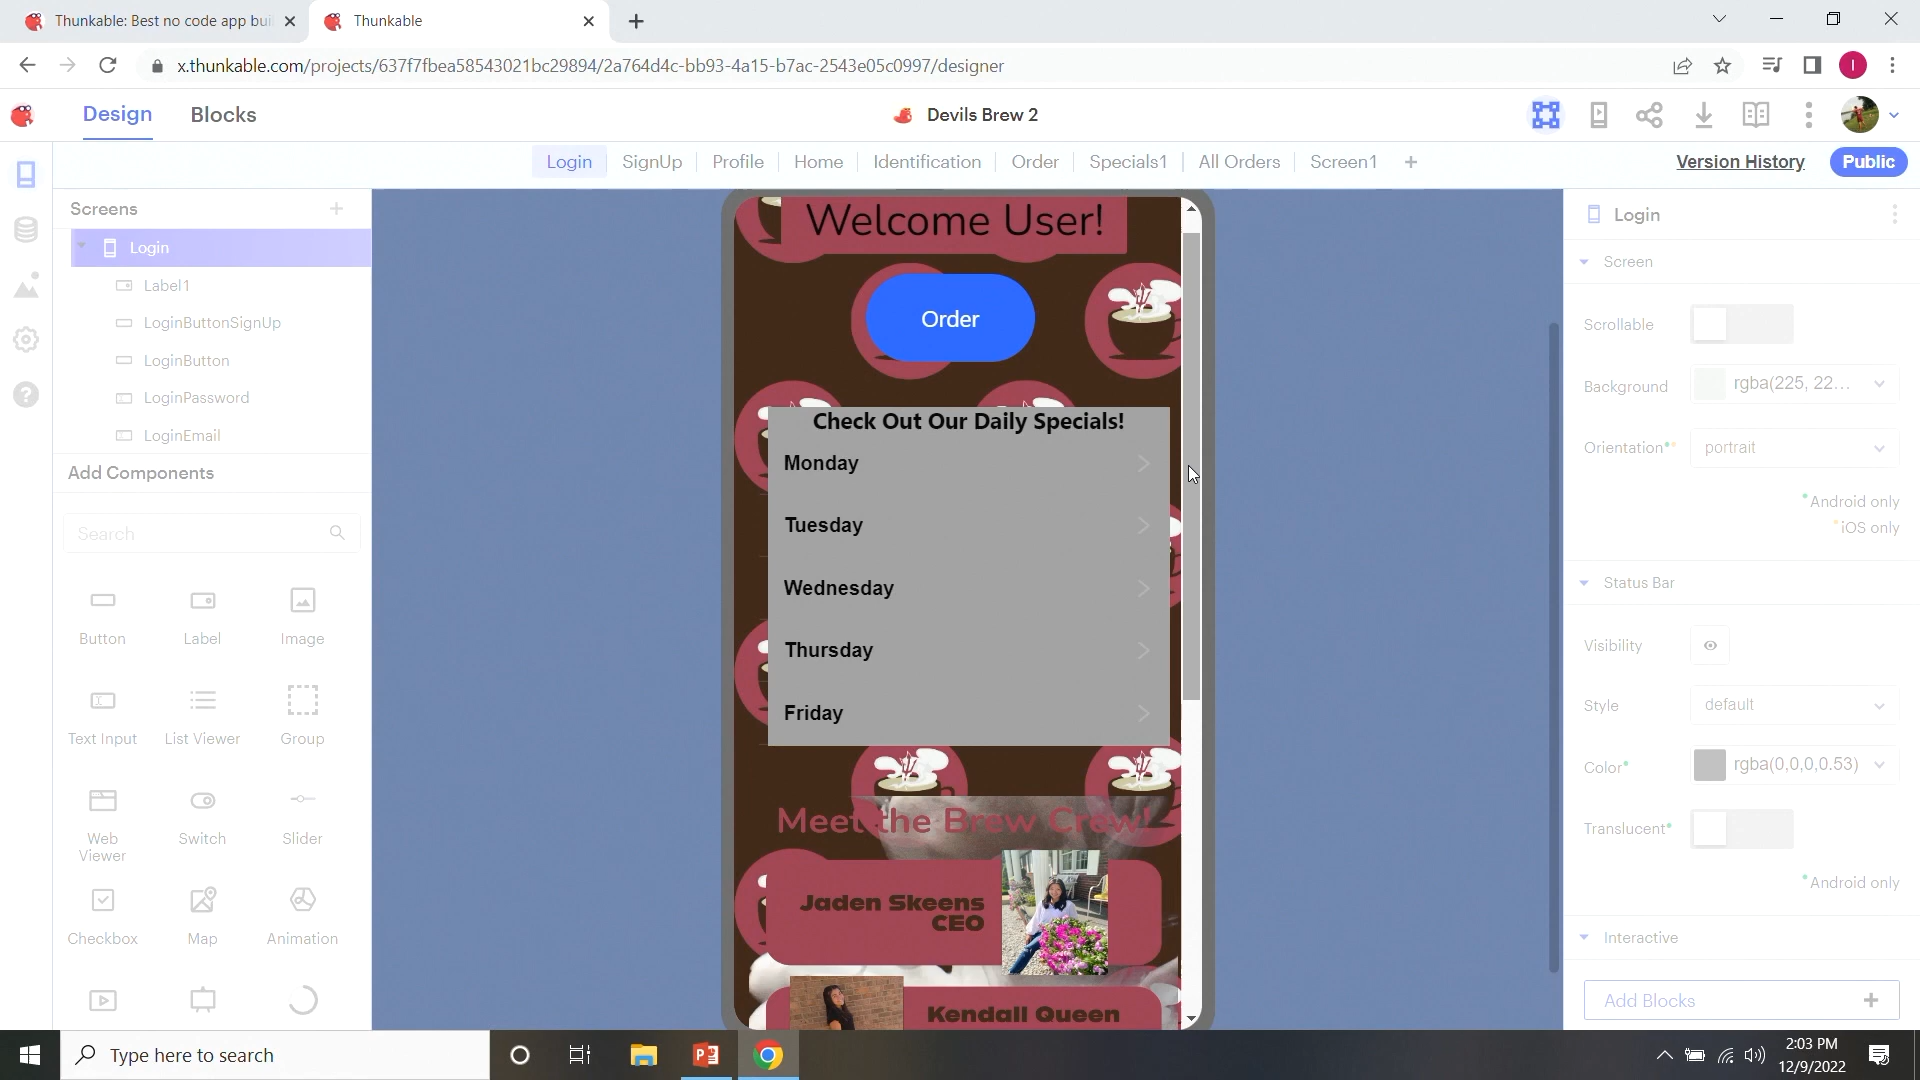 Thunkable: Best no code app bui
Thunkable
x.thunkable.com/projects/637f7fbea58543021bc29894/2a764d4c-bb93-4a15-b7ac-2543e05c0997/designer
I
Design
Blocks
Devils Brew 2
Login
SignUp
Profile
Home
Identification
Order
Specials1
All Orders
Screen1
Version History
Public
Screens
Login
Label1
LoginButtonSignUp
LoginButton
LoginPassword
LoginEmail
Add Components
Search
Button
Label
Image
Text Input
List Viewer
Group
Web
Viewer
Switch
Slider
Checkbox
Map
Animation
Welcome User!
Order
Check Out Our Daily Specials!
Monday
Tuesday
Wednesday
Thursday
Friday
Meet the Brew Crew!
Jaden Skeens
CEO
Kendall Queen
Login
Screen
Scrollable
Background
rgba(225, 22...
Orientation**
portrait
*Android only
*iOS only
Status Bar
Visibility
Style
default
Color*
rgba(0,0,0,0.53)
Translucent*
*Android only
Interactive
Add Blocks
Type here to search
2:03 PM
12/9/2022